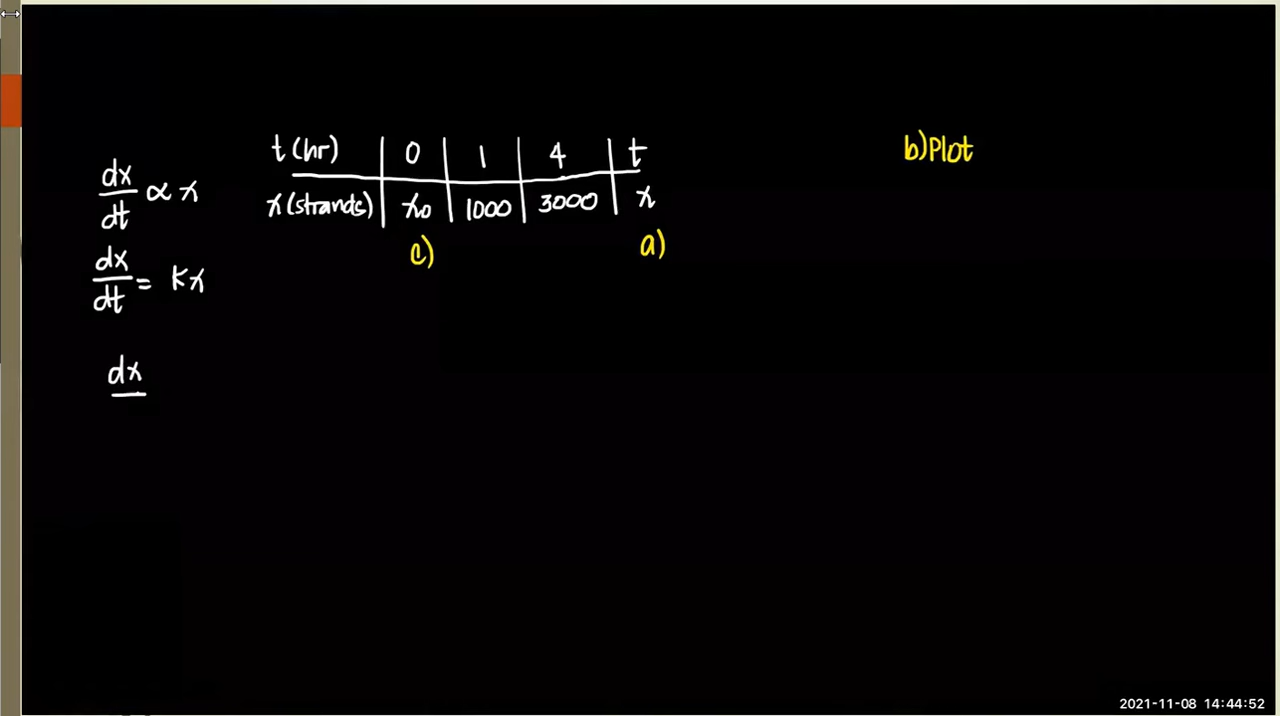 t (hr) 0 1 4 t
x (strands) x₀ 1000 3000 x
c) a)
b) Plot
dx/dt ∝ x
dx/dt = Kx
dx
2021-11-08 14:44:52